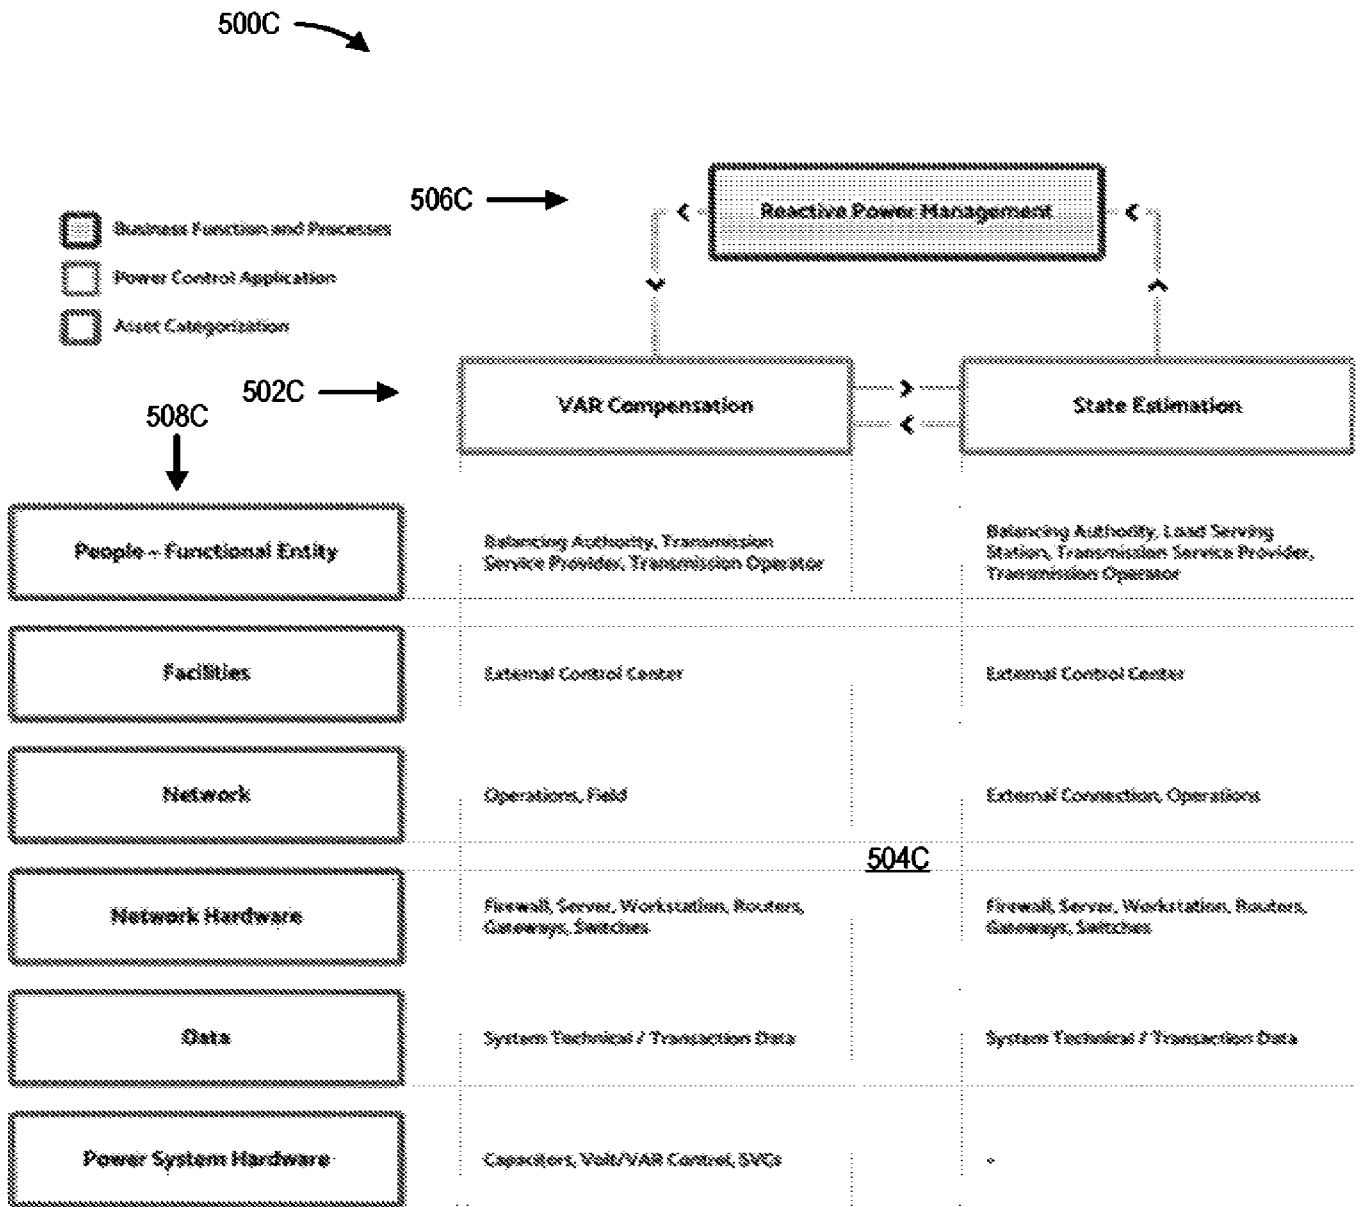 500C
506C
Reactive Power Management
Business Function and Processes
Power Control Application
Asset Categorization
502C
VAR Compensation
State Estimation
508C
People – Functional Entity
Balancing Authority, Transmission
Service Provider, Transmission Operator
Balancing Authority, Load Serving
Station, Transmission Service Provider,
Transmission Operator
Facilities
External Control Center
External Control Center
Network
Operations, Field
External Connection, Operations
504C
Network Hardware
Firewall, Server, Workstation, Routers,
Gateways, Switches
Firewall, Server, Workstation, Routers,
Gateways, Switches
Data
System Technical / Transaction Data
System Technical / Transaction Data
Power System Hardware
Capacitors, Volt/VAR Control, SVCs
-